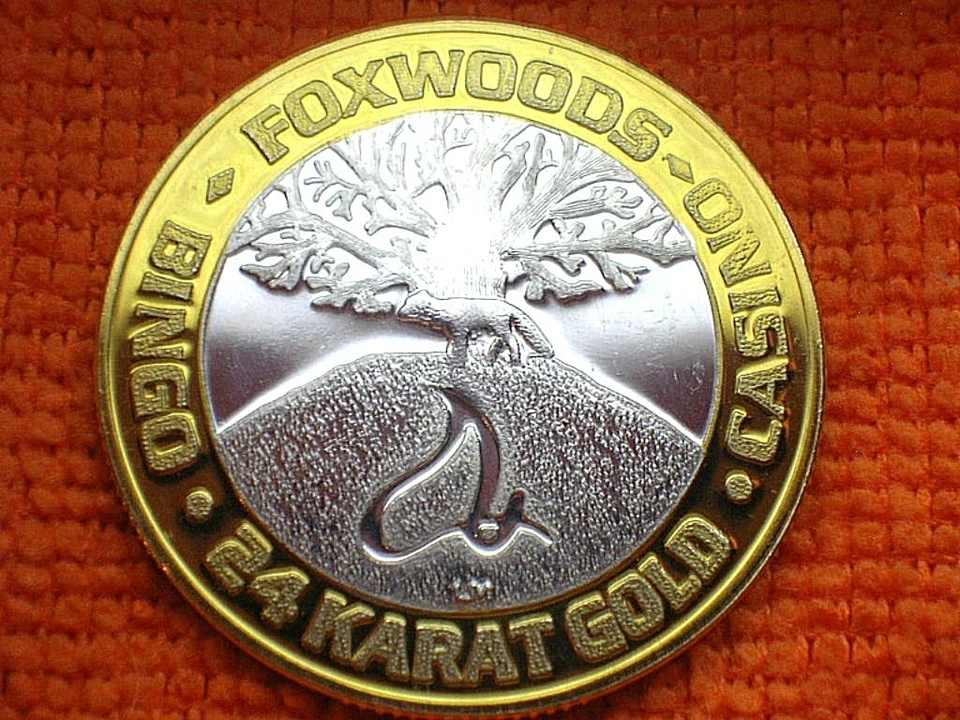 FOXWOODS
BINGO • 24 KARAT GOLD • CASINO